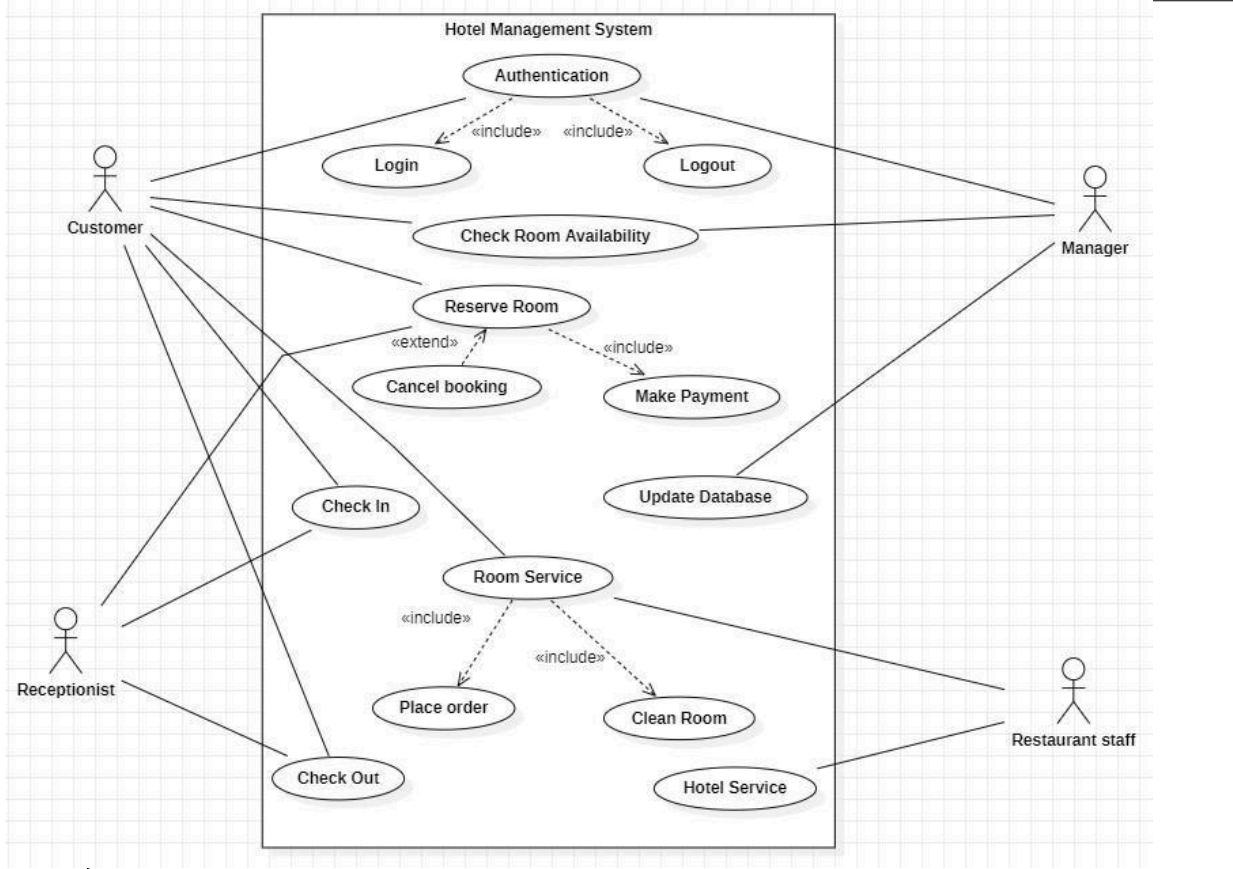 Hotel Management System
Authentication
«include» «include»
Login
Logout
Customer
Check Room Availability
Manager
Reserve Room
«extend»
«include»
Cancel booking
Make Payment
Update Database
Check In
Room Service
«include»
«include»
Receptionist
Place order
Clean Room
Restaurant staff
Check Out
Hotel Service